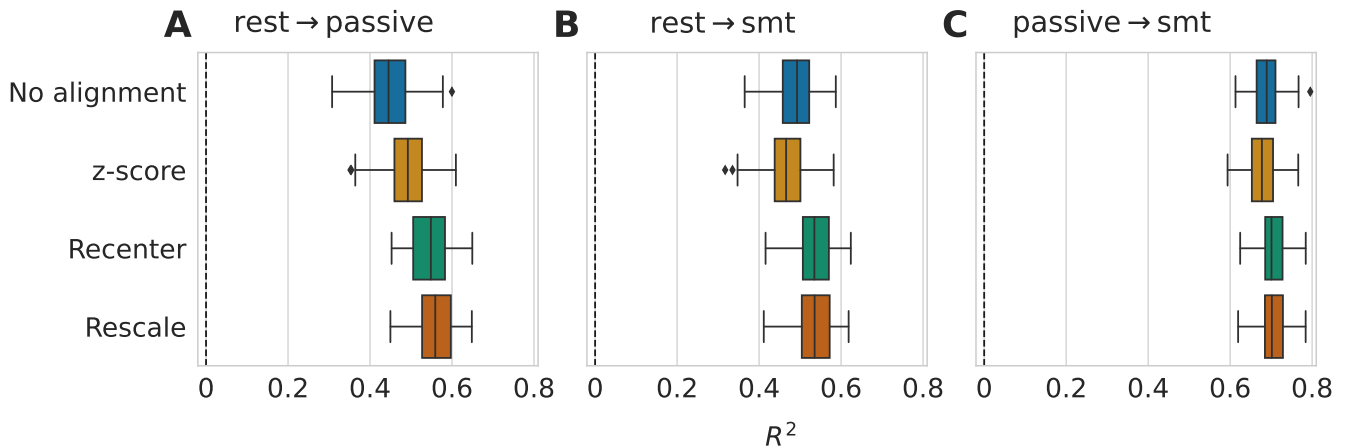 A rest→passive B rest→smt C passive→smt
No alignment
z-score
Recenter
Rescale
0 0.2 0.4 0.6 0.8 0 0.2 0.4 0.6 0.8 0 0.2 0.4 0.6 0.8
R²